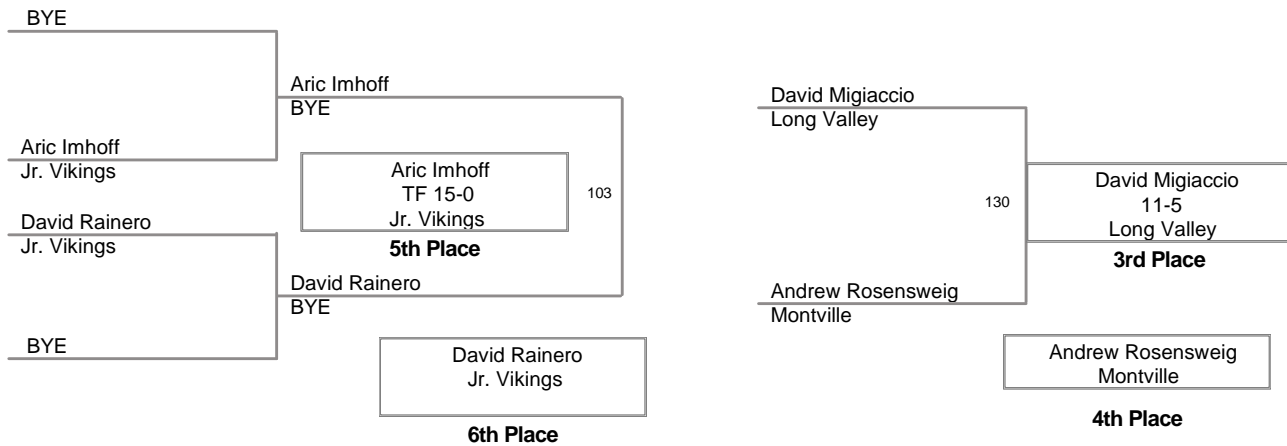 BYE
Aric Imhoff
BYE
Aric Imhoff
Jr. Vikings
Aric Imhoff
TF 15-0
Jr. Vikings
5th Place
103
David Rainero
Jr. Vikings
David Rainero
BYE
BYE
David Rainero
Jr. Vikings
6th Place
David Migiaccio
Long Valley
130
David Migiaccio
11-5
Long Valley
3rd Place
Andrew Rosensweig
Montville
Andrew Rosensweig
Montville
4th Place